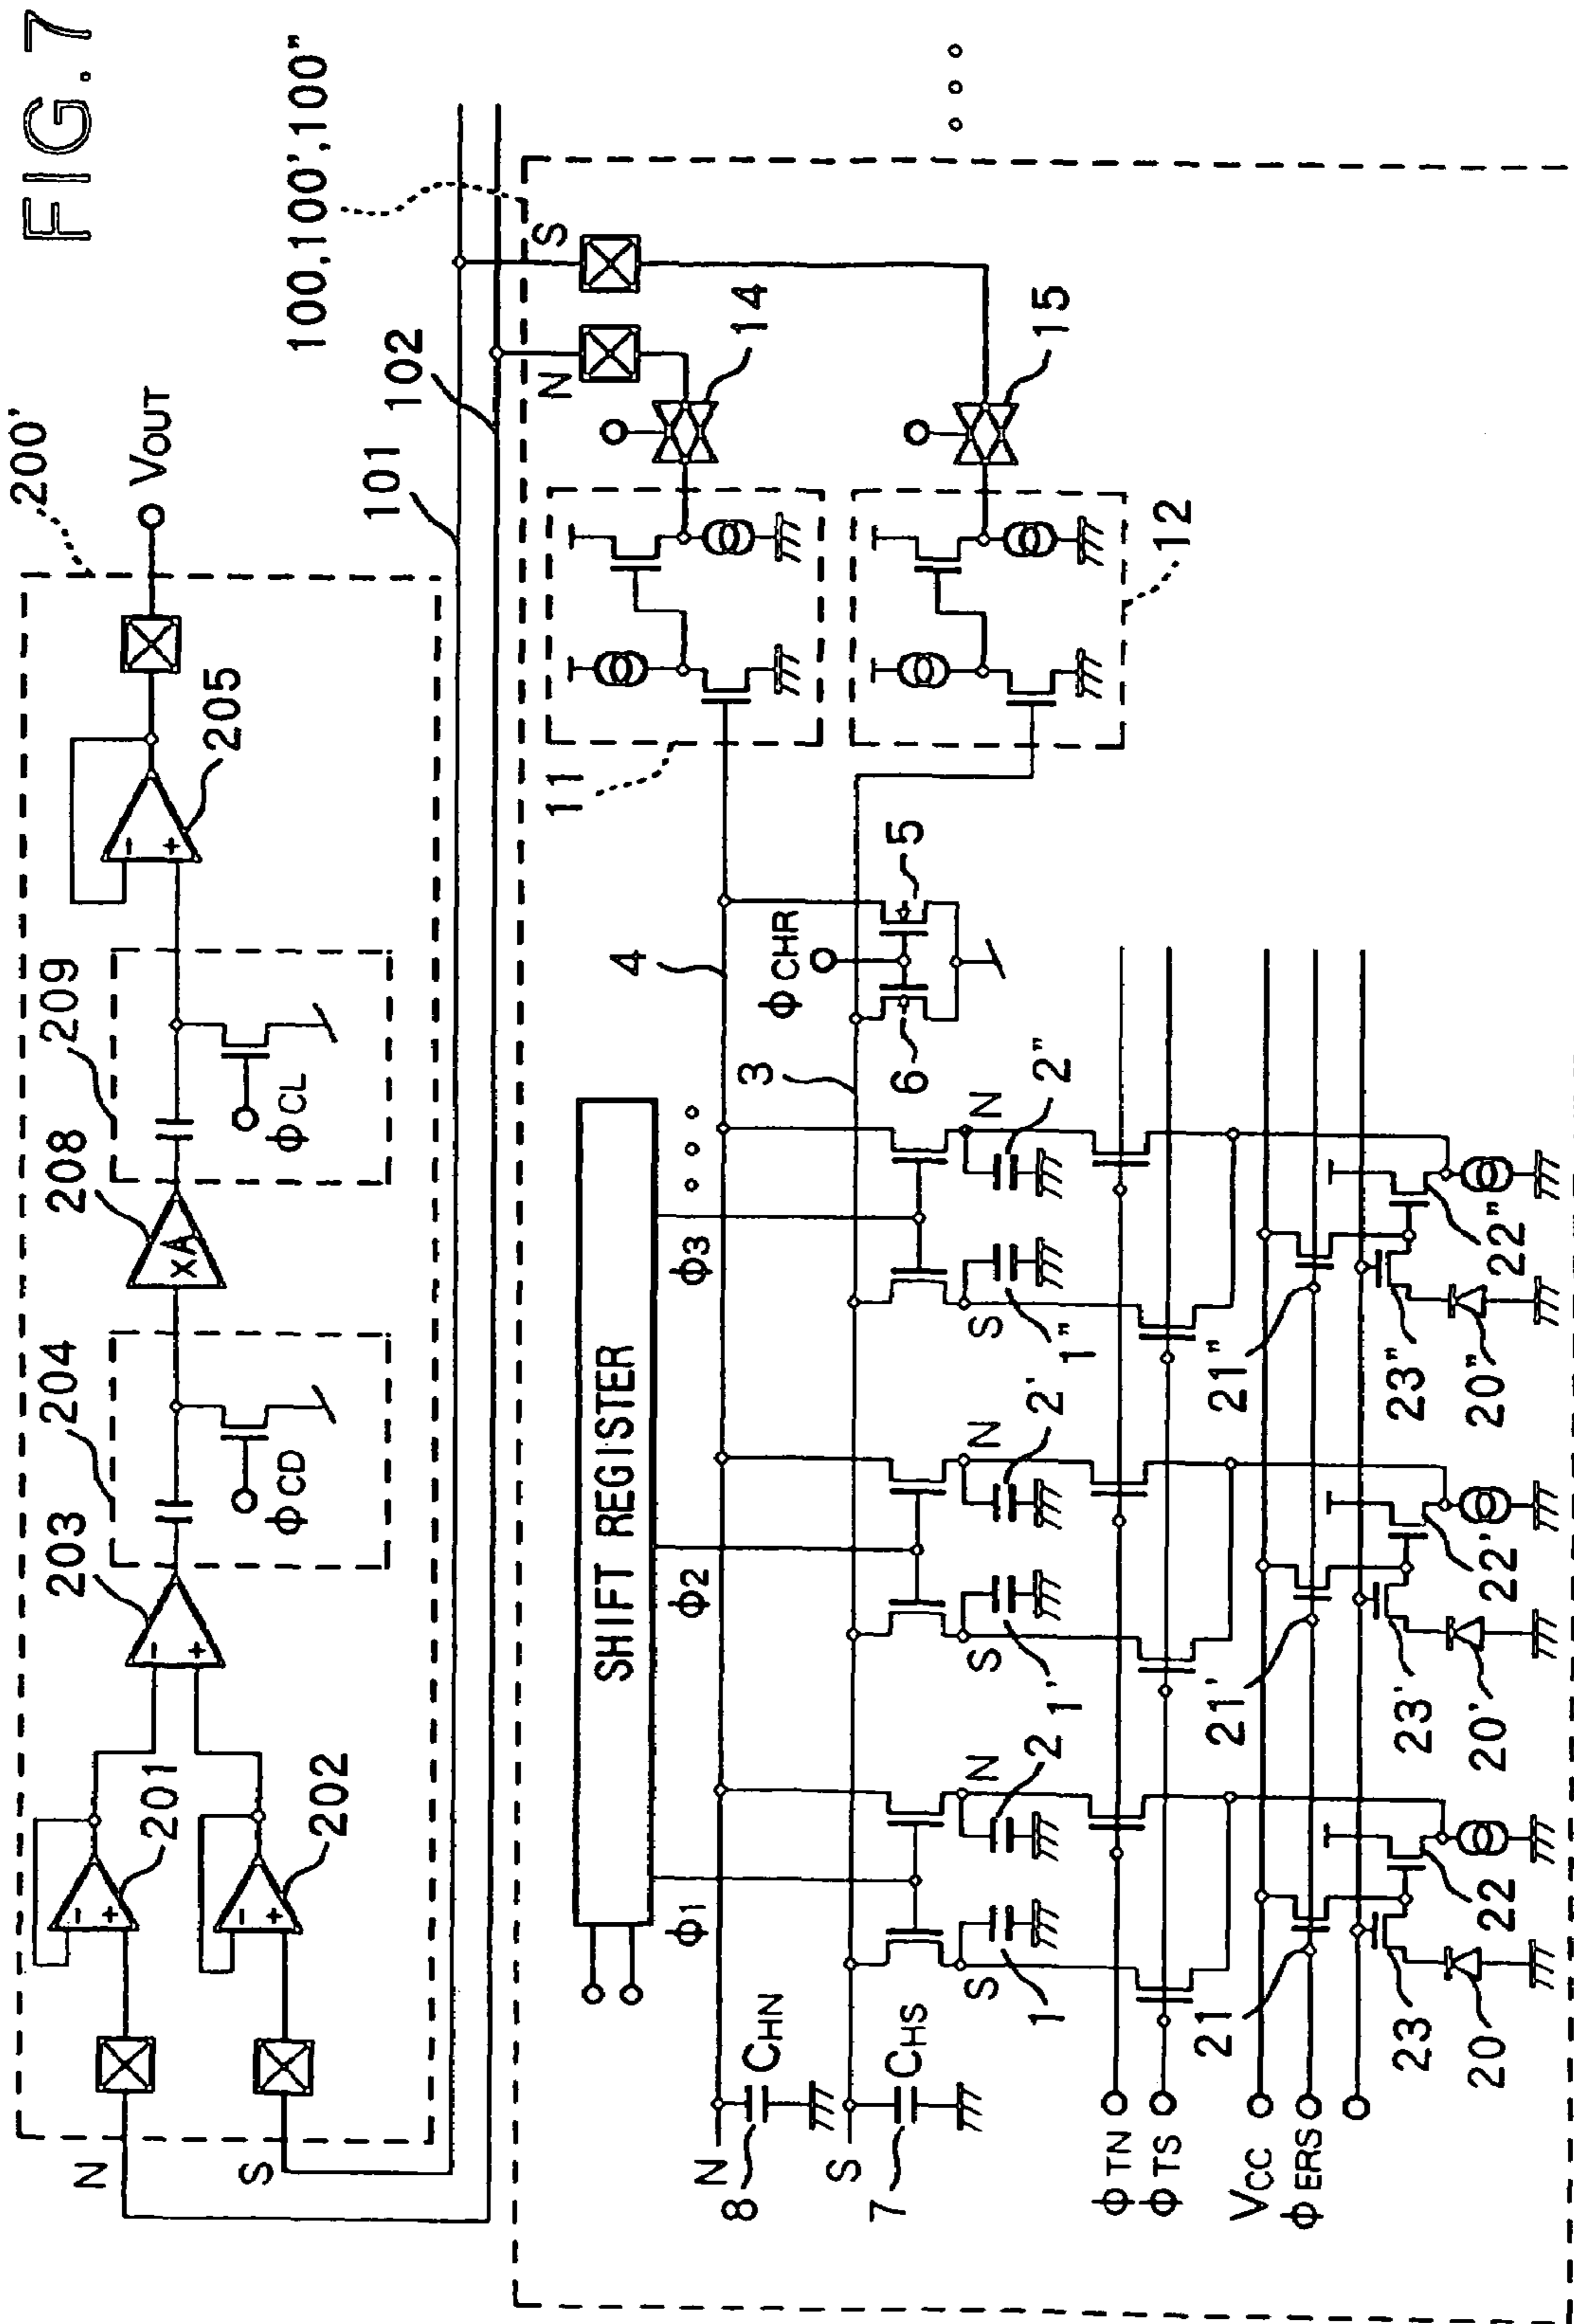 FIG.7
200'
VOUT
205
209
208
ϕCL
xA
204
203
ϕCD
201
202
N
S
- +
- +
- +
- +
101
102
100,100',100"
S
N
14
15
11
12
SHIFT REGISTER
ϕ1
ϕ2
ϕ3
4
3
ϕCHR
5
6
N
8
CHN
S
7
CHS
S
1
N
2
S
1'
N
2'
S
1"
N
2"
ϕTN
ϕTS
VCC
ϕERS
21
22
23
20
21'
22'
23'
20'
21"
22"
23"
20"